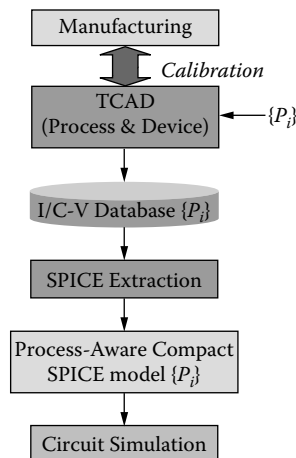 Manufacturing
Calibration
TCAD
(Process & Device)
{Pi}
I/C-V Database {Pi}
SPICE Extraction
Process-Aware Compact
SPICE model {Pi}
Circuit Simulation